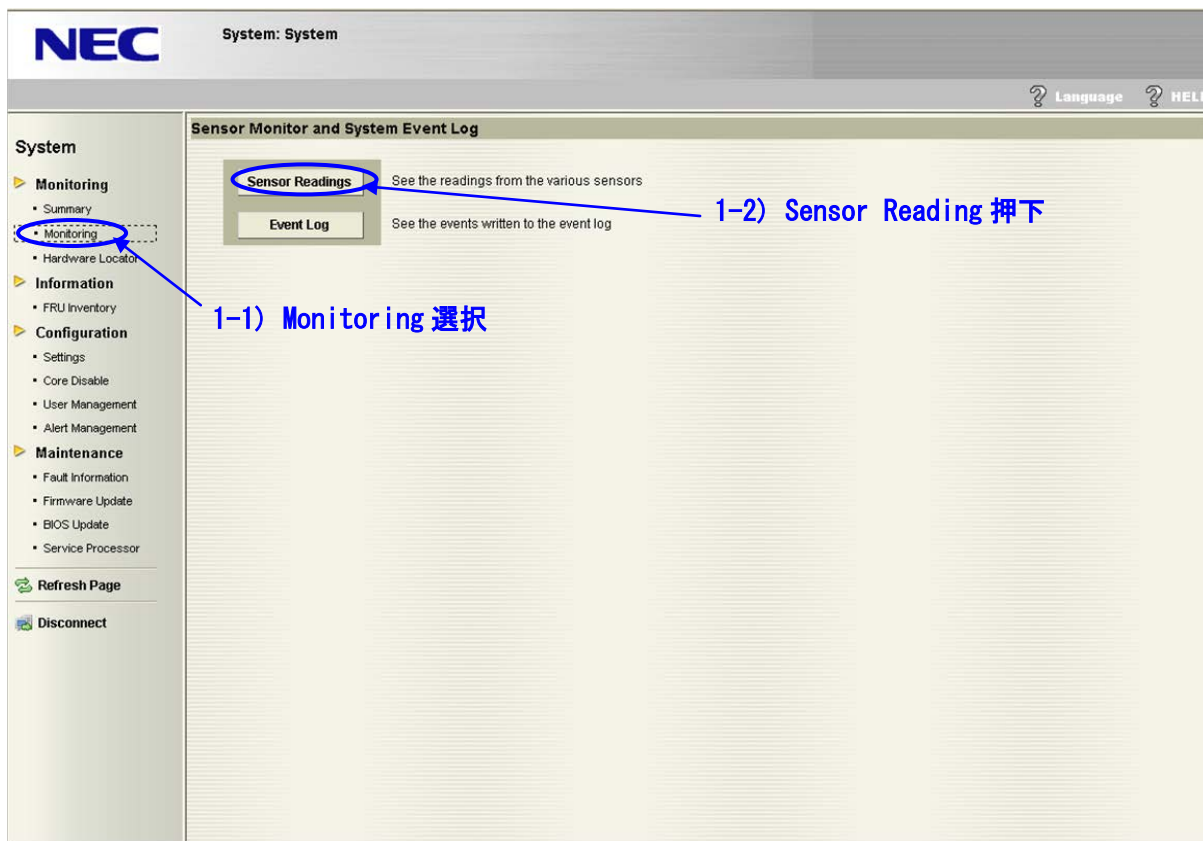 NEC
System: System
Language
HEL
Sensor Monitor and System Event Log
System
Monitoring
Summary
Monitoring
Hardware Locator
Information
FRU Inventory
Configuration
Settings
Core Disable
User Management
Alert Management
Maintenance
Fault Information
Firmware Update
BIOS Update
Service Processor
Refresh Page
Disconnect
Sensor Readings See the readings from the various sensors
Event Log See the events written to the event log
1-2) Sensor Reading 押下
1-1) Monitoring 選択